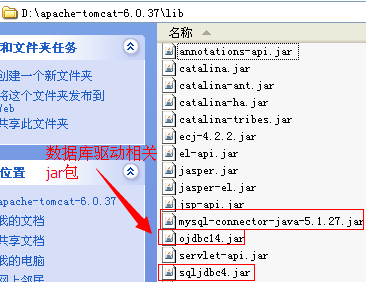 D:\apache-tomcat-6.0.37\lib
和文件夹任务
创建一个新文件夹
将这个文件夹发布到
Web
共享此文件夹
位置
apache-tomcat-6.0.37
我的文档
共享文档
我的电脑
网上邻居
数据库驱动相关
jar包
名称
annotations-api.jar
catalina.jar
catalina-ant.jar
catalina-ha.jar
catalina-tribes.jar
ecj-4.2.2.jar
el-api.jar
jasper.jar
jasper-el.jar
jsp-api.jar
mysql-connector-java-5.1.27.jar
ojdbc14.jar
servlet-api.jar
sqljdbc4.jar